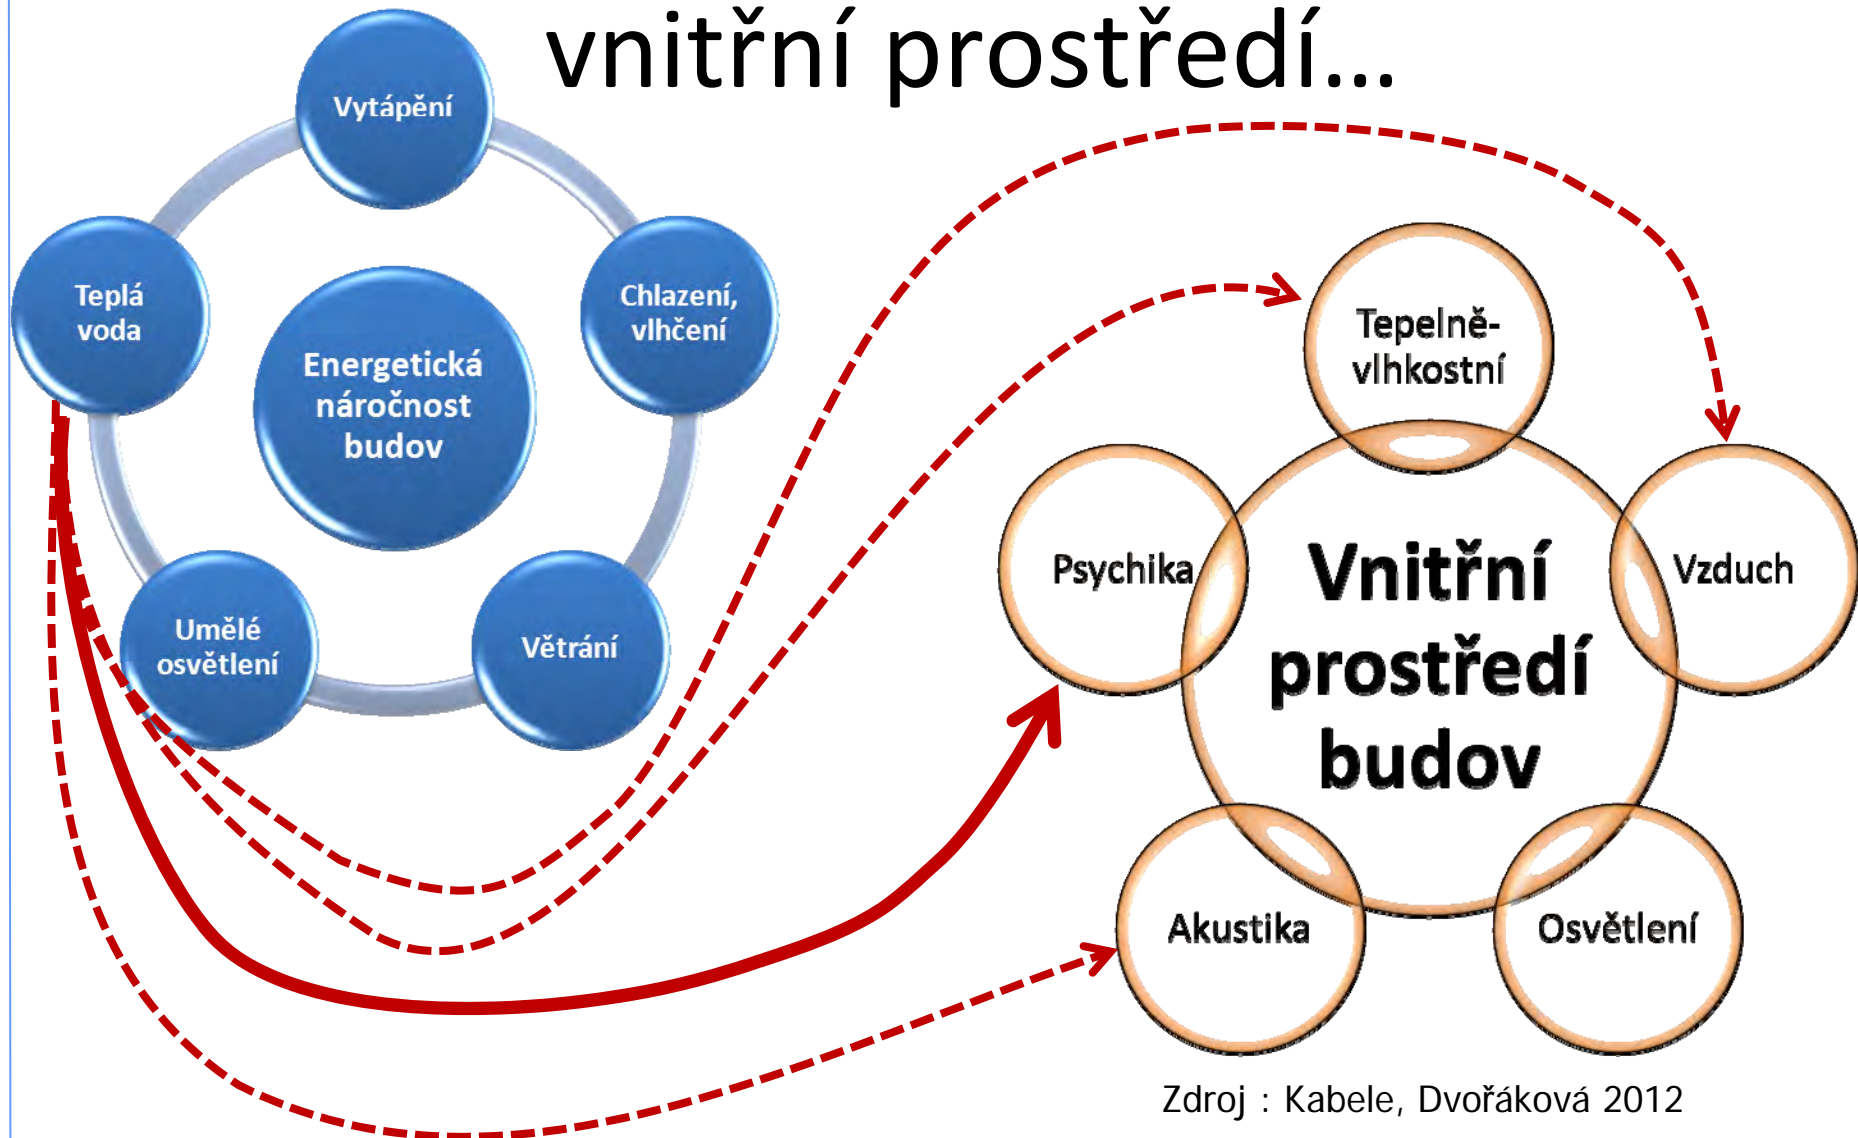 vnitřní prostředí...
Vytápění
Teplá
voda
Chlazení,
vlhčení
Energetická
náročnost
budov
Umělé
osvětlení
Větrání
Tepelně-
vlhkostní
Psychika
Vzduch
Vnitřní
prostředí
budov
Akustika
Osvětlení
Zdroj : Kabele, Dvořáková 2012